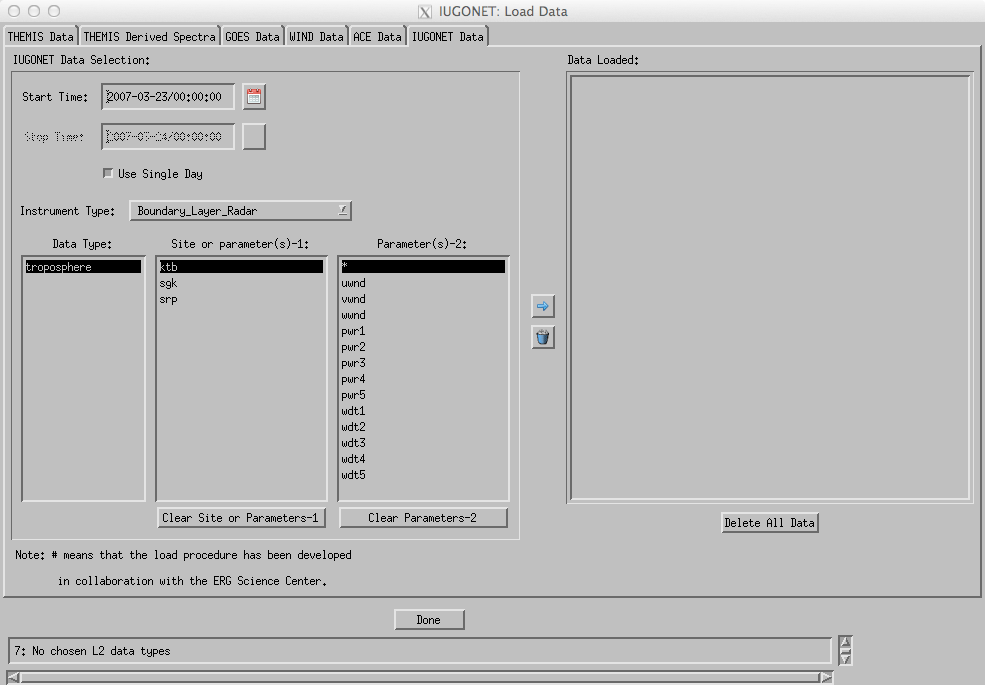 IUGONET: Load Data
THEMIS Data
THEMIS Derived Spectra
GOES Data
WIND Data
ACE Data
IUGONET Data
IUGONET Data Selection:
Start Time:
2007-03-23/00:00:00
Stop Time:
2007-03-24/00:00:00
Use Single Day
Instrument Type:
Boundary_Layer_Radar
Data Type:
troposphere
Site or parameter(s)-1:
ktb
sgk
srp
Clear Site or Parameters-1
Parameter(s)-2:
*
uwnd
vwnd
wwnd
pwr1
pwr2
pwr3
pwr4
pwr5
wdt1
wdt2
wdt3
wdt4
wdt5
Clear Parameters-2
Note: # means that the load procedure has been developed
in collaboration with the ERG Science Center.
Data Loaded:
Delete All Data
Done
7: No chosen L2 data types